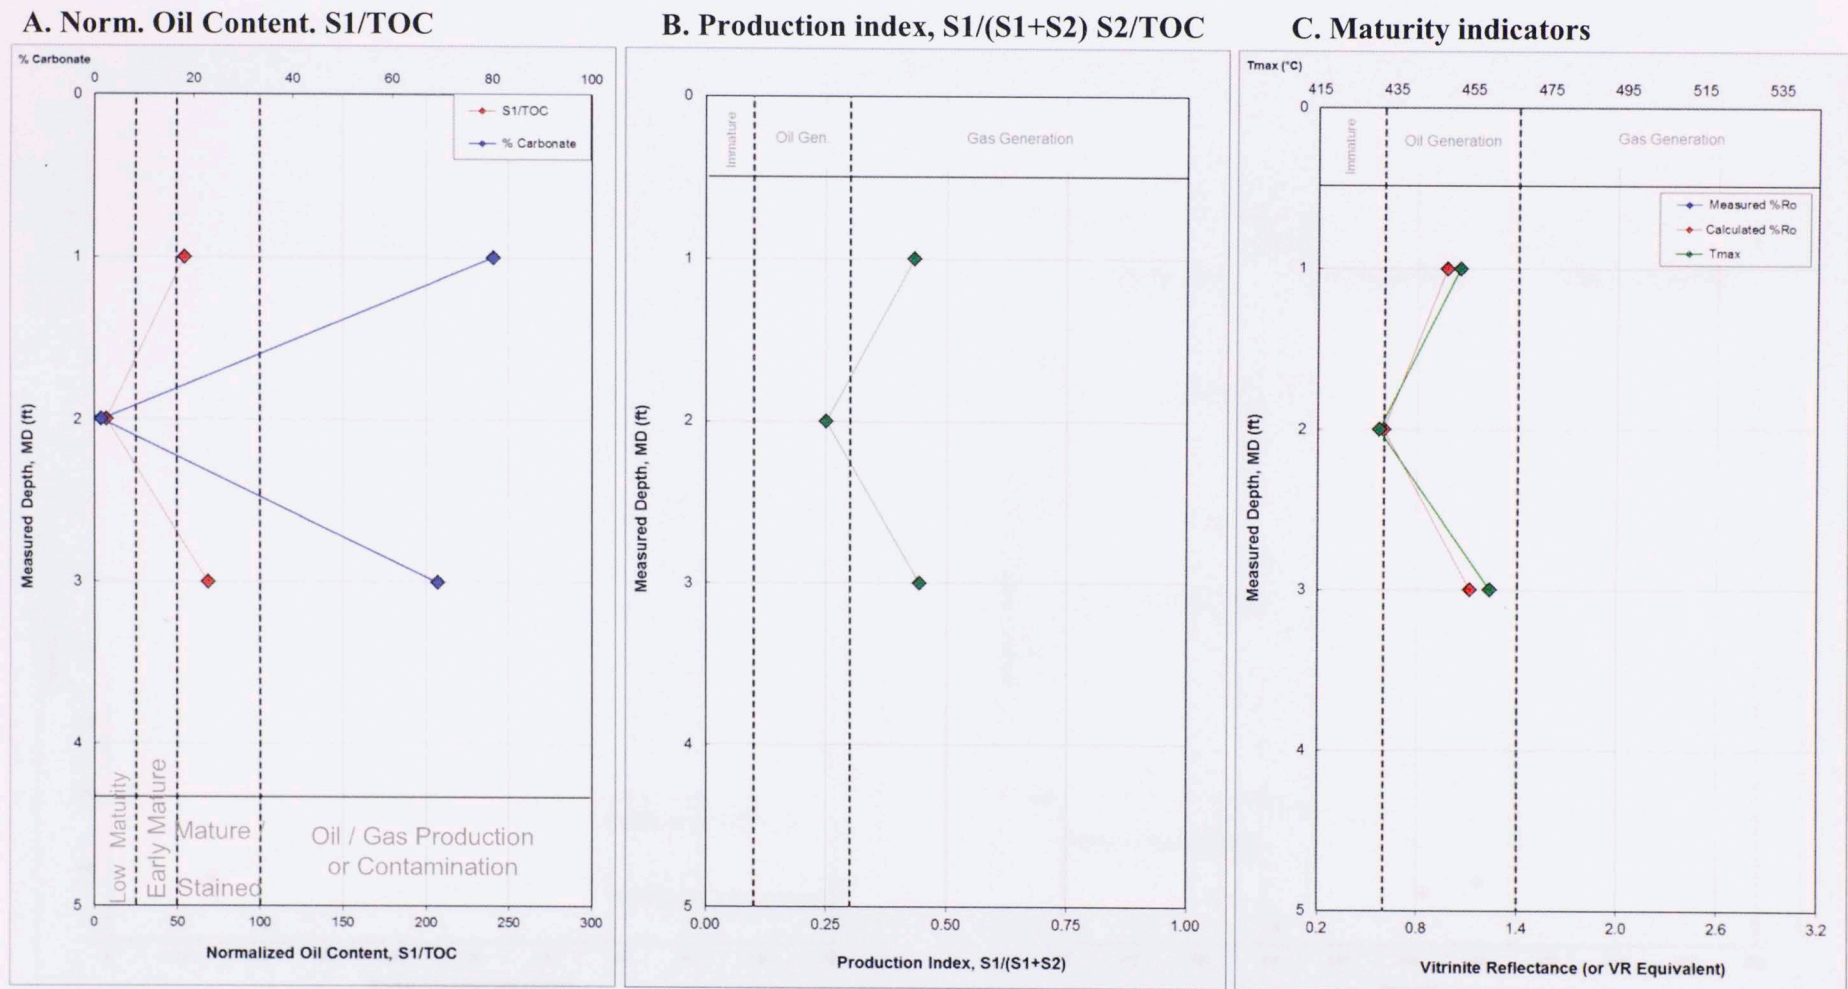 A. Norm. Oil Content. S1/TOC
% Carbonate
0 20 40 60 80 100
S1/TOC
% Carbonate
0
1
2
3
4
5
Measured Depth, MD (ft)
Low Maturity
Early Mature
Mature /
Stained
Oil / Gas Production
or Contamination
0 50 100 150 200 250 300
Normalized Oil Content, S1/TOC
B. Production index, S1/(S1+S2) S2/TOC
Immature
Oil Gen.
Gas Generation
0
1
2
3
4
5
Measured Depth, MD (ft)
0.00 0.25 0.50 0.75 1.00
Production Index, S1/(S1+S2)
C. Maturity indicators
Tmax (°C)
415 435 455 475 495 515 535
Immature
Oil Generation
Gas Generation
Measured %Ro
Calculated %Ro
Tmax
0
1
2
3
4
5
Measured Depth, MD (ft)
0.2 0.8 1.4 2.0 2.6 3.2
Vitrinite Reflectance (or VR Equivalent)